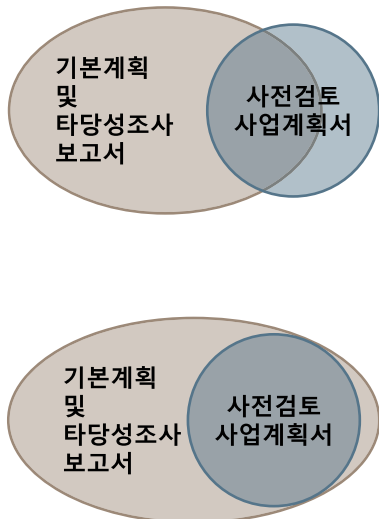 기본계획
및
타당성조사
보고서
사전검토
사업계획서
기본계획
및
타당성조사
보고서
사전검토
사업계획서